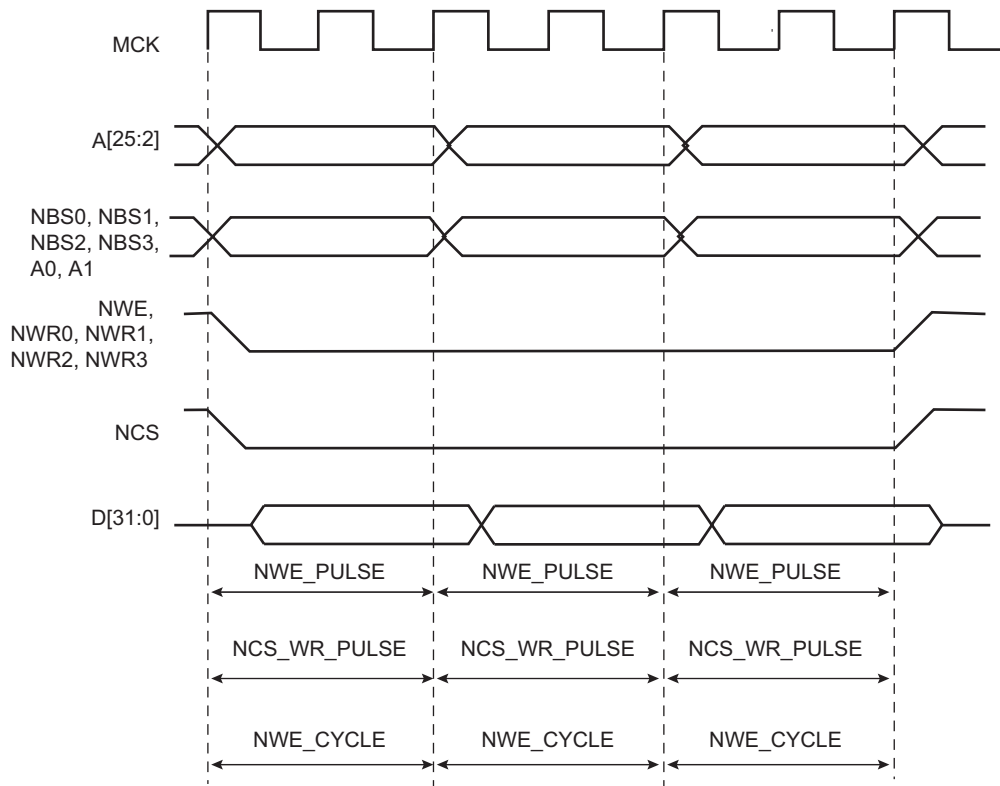 MCK
A[25:2]
NBS0, NBS1,
NBS2, NBS3,
A0, A1
NWE,
NWR0, NWR1,
NWR2, NWR3
NCS
D[31:0]
NWE_PULSE NWE_PULSE NWE_PULSE
NCS_WR_PULSE NCS_WR_PULSE NCS_WR_PULSE
NWE_CYCLE NWE_CYCLE NWE_CYCLE